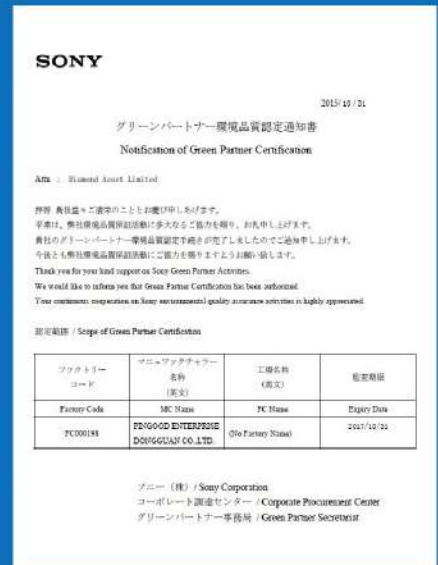 SONY
2015/10/21
グリーンパートナー環境品質認定通知書
Notification of Green Partner Certification
Attn : Diamond Asset Limited
拝啓 貴社益々ご清栄のこととお慶び申しあげます。
平素は、弊社環境品質保証活動に多大なるご協力を賜り、お礼申し上げます。
貴社のグリーンパートナー環境品質認定手続きが完了しましたのでご通知申し上げます。
今後とも弊社環境品質保証活動にご協力を賜りますようお願い致します。
Thank you for your kind support on Sony Green Partner Activities.
We would like to inform you that Green Partner Certification has been authorized.
Your continuous cooperation on Sony environmental quality assurance activities is highly appreciated.
認定範囲 / Scope of Green Partner Certification
ファクトリーコード マニュファクチャラー名称(英文) 工場名称(英文) 監査期限
Factory Code MC Name FC Name Expiry Date
FC000198 PINGOOD ENTERPRISE DONGGUAN CO.,LTD. (No Factory Name) 2017/10/21
ソニー(株) / Sony Corporation
コーポレート調達センター / Corporate Procurement Center
グリーンパートナー事務局 / Green Partner Secretariat